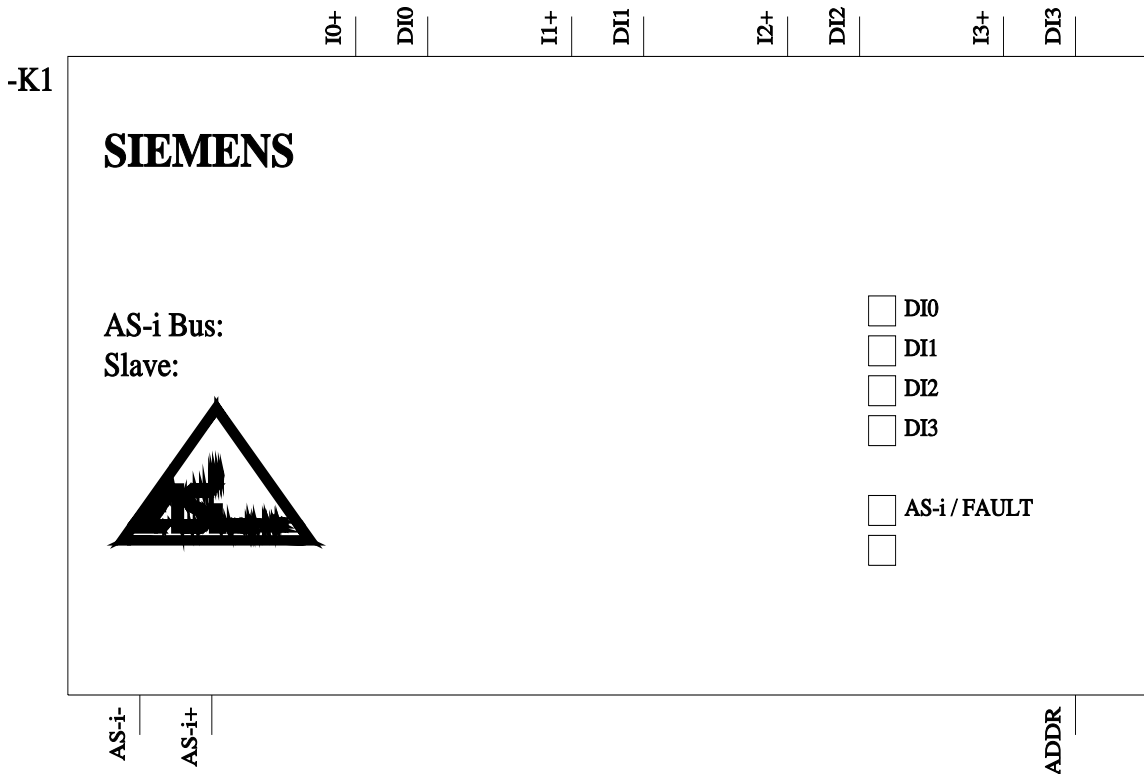 I0+ DI0 I1+ DI1 I2+ DI2 I3+ DI3
-K1
SIEMENS
AS-i Bus:
Slave:
DI0
DI1
DI2
DI3
AS-i / FAULT
AS-i- AS-i+ ADDR